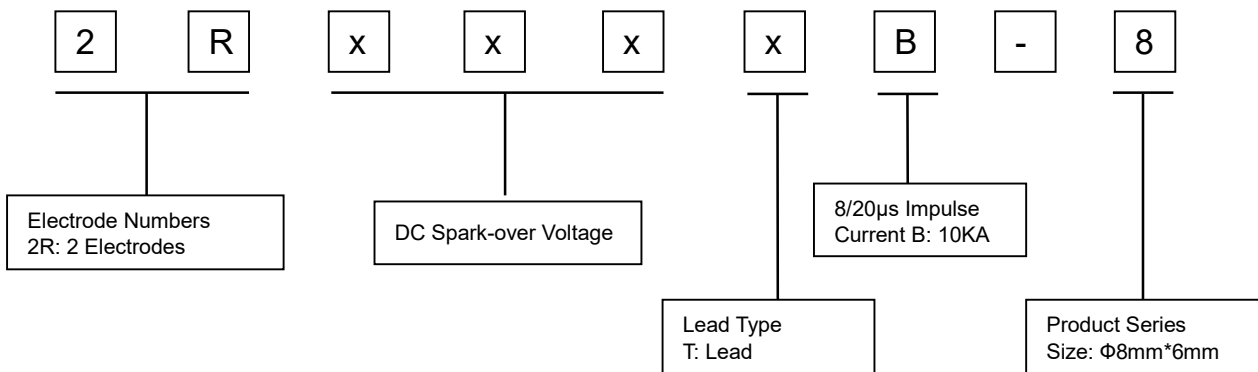 2 R x x x x B - 8
Electrode Numbers
2R: 2 Electrodes
DC Spark-over Voltage
8/20μs Impulse
Current B: 10KA
Lead Type
T: Lead
Product Series
Size: Φ8mm*6mm